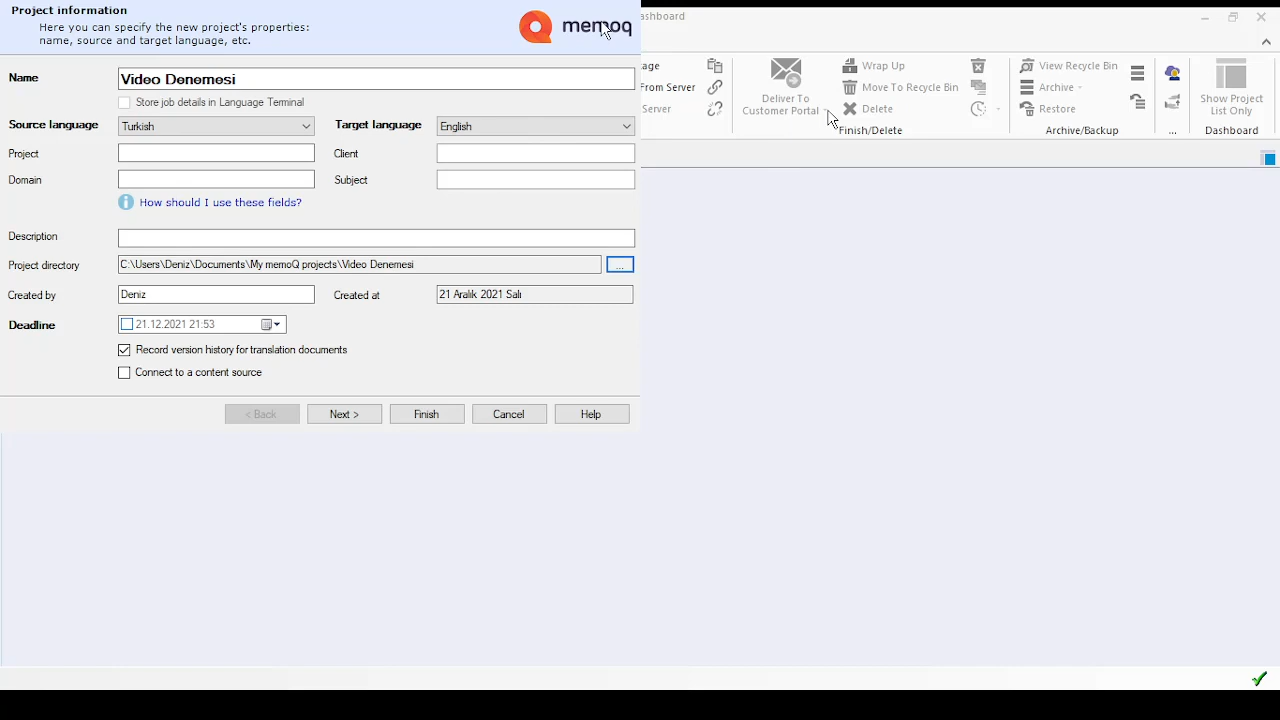 Project information
Here you can specify the new project's properties:
name, source and target language, etc.
memoQ
Name
Video Denemesi
Store job details in Language Terminal
Source language
Turkish
Target language
English
Project
Client
Domain
Subject
How should I use these fields?
Description
Project directory
C:\Users\Deniz\Documents\My memoQ projects\Video Denemesi
...
Created by
Deniz
Created at
21 Aralık 2021 Salı
Deadline
21.12.2021 21:53
Record version history for translation documents
Connect to a content source
< Back
Next >
Finish
Cancel
Help
shboard
age
From Server
Server
Deliver To
Customer Portal
Wrap Up
Move To Recycle Bin
Delete
Finish/Delete
View Recycle Bin
Archive
Restore
Archive/Backup
...
Show Project
List Only
Dashboard